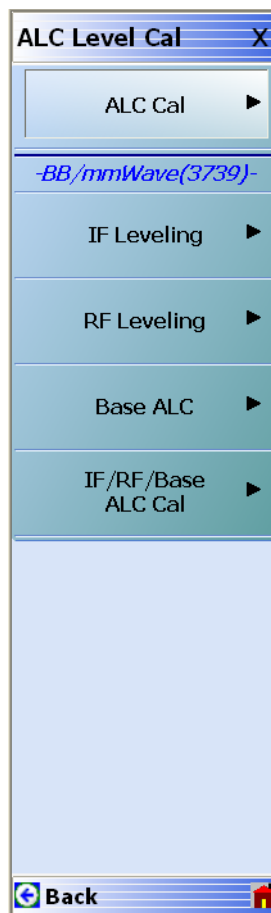 ALC Level Cal X
ALC Cal
-BB/mmWave(3739)-
IF Leveling
RF Leveling
Base ALC
IF/RF/Base
ALC Cal
Back